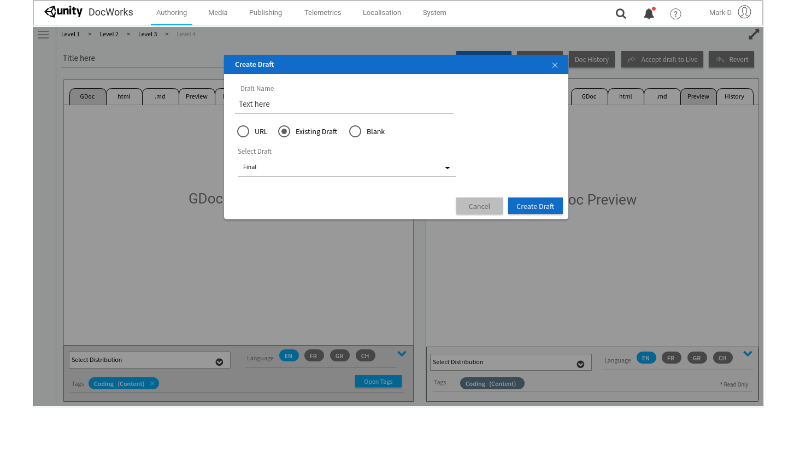 unity DocWorks Authoring Media Publishing Telemetrics Localisation System ? Mark D
Level 1 Level 2 Level 3 Level 4
Title here Doc History Accept draft to Live Revert
Create Draft
Draft Name
Text here
URL Existing Draft Blank
Select Draft
Final
Cancel Create Draft
GDoc html .md Preview
GDoc html .md Preview History
GDoc
oc Preview
Select Distribution Language EN FR GR CH
Tags Coding (Content) × Open Tags
Select Distribution Language EN FR GR CH
Tags Coding (Content) * Read Only